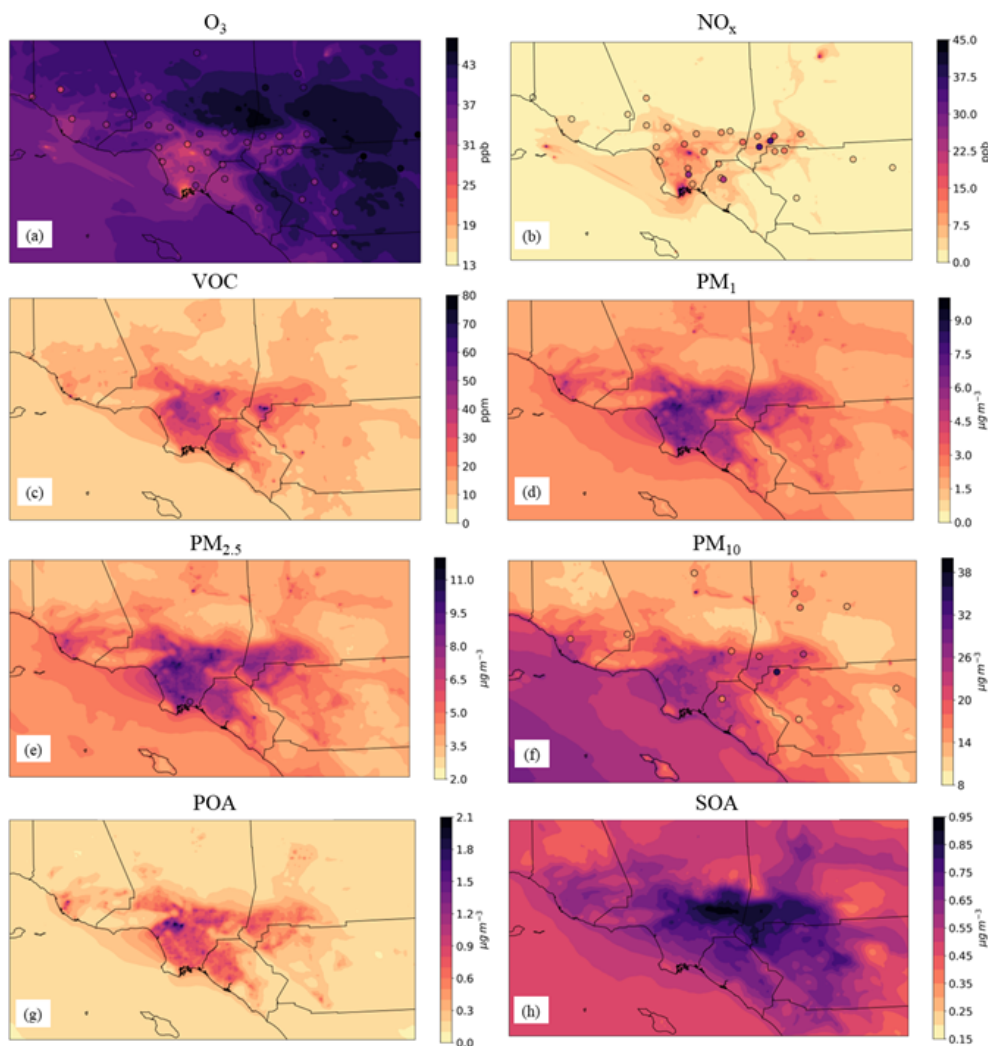 O₃
NOₓ
43
37
31
25
19
13
ppb
(a)
45.0
37.5
30.0
22.5
15.0
7.5
0.0
ppb
(b)
VOC
PM₁
80
70
60
50
40
30
20
10
0
ppm
(c)
9.0
7.5
6.0
4.5
3.0
1.5
0.0
μg m⁻³
(d)
PM₂.₅
PM₁₀
11.0
9.5
8.0
6.5
5.0
3.5
2.0
μg m⁻³
(e)
38
32
26
20
14
8
μg m⁻³
(f)
POA
SOA
2.1
1.8
1.5
1.2
0.9
0.6
0.3
0.0
μg m⁻³
(g)
0.95
0.85
0.75
0.65
0.55
0.45
0.35
0.25
0.15
μg m⁻³
(h)